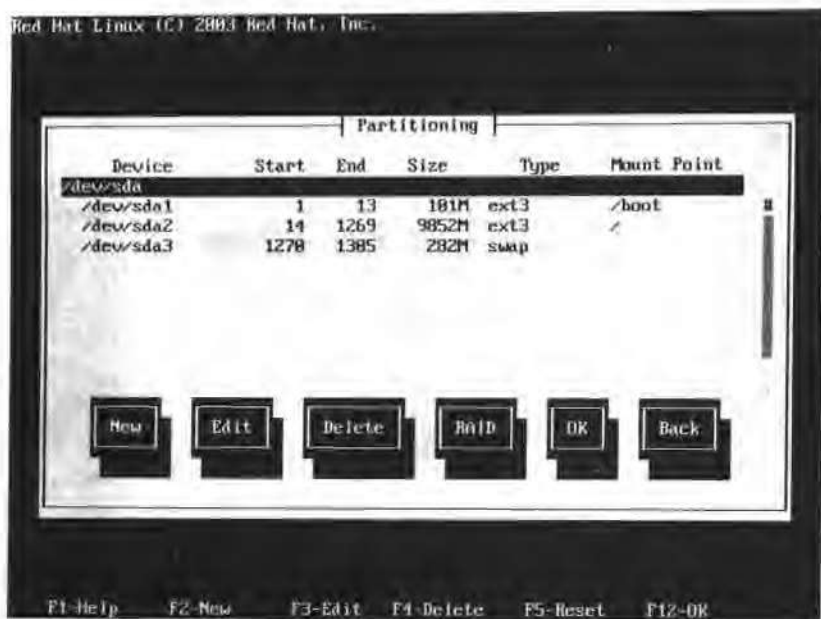 Red Hat Linux (C) 2003 Red Hat, Inc.
Partitioning
Device Start End Size Type Mount Point
/dev/sda
/dev/sda1 1 13 101M ext3 /boot
/dev/sda2 14 1269 9852M ext3 /
/dev/sda3 1270 1305 282M swap
New Edit Delete RAID OK Back
F1-Help F2-New F3-Edit F4-Delete F5-Reset F12-OK